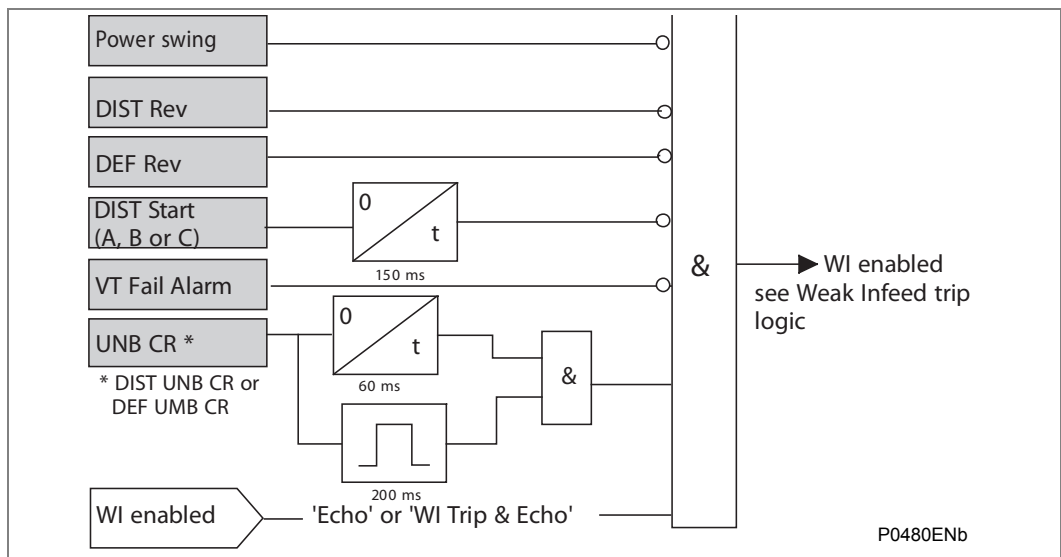 Power swing
DIST Rev
DEF Rev
DIST Start
(A, B or C)
0
t
150 ms
VT Fail Alarm
UNB CR *
* DIST UNB CR or
DEF UMB CR
0
t
60 ms
&
200 ms
WI enabled
'Echo' or 'WI Trip & Echo'
&
WI enabled
see Weak Infeed trip
logic
P0480ENb